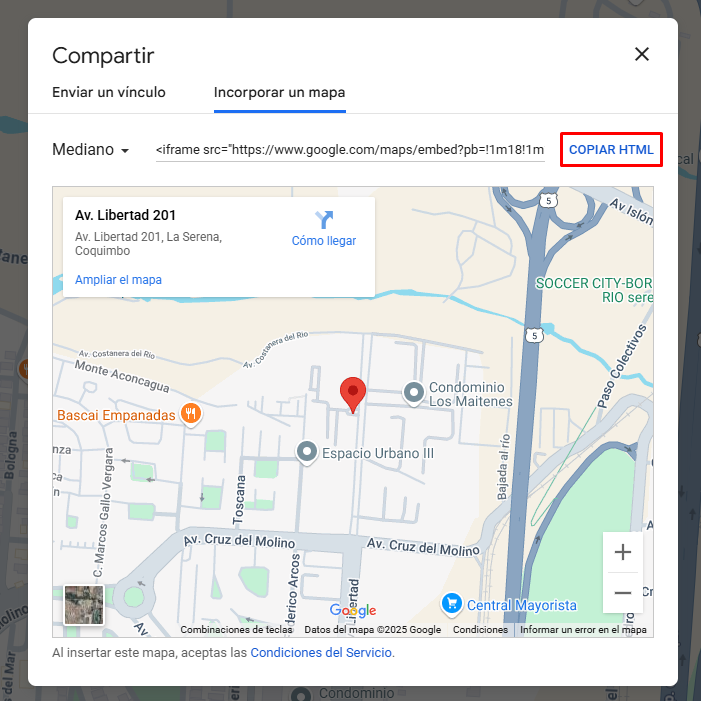 Compartir
Enviar un vínculo
Incorporar un mapa
Mediano
<iframe src="https://www.google.com/maps/embed?pb=!1m18!1m
COPIAR HTML
Av. Libertad 201
Av. Libertad 201, La Serena,
Coquimbo
Cómo llegar
Ampliar el mapa
5
Av. Islón
SOCCER CITY-BOR
RIO sere
5
Paso Colectivos
Av. Costanera del Río
Av. Costanera del Río
Monte Aconcagua
Condominio
Los Maitenes
Bascai Empanadas
Espacio Urbano III
Bajada al río
nza
ca
C. Marcos Gallo Vergara
Toscana
Av. Cruz del Molino
Av. Cruz del Molino
derico Arcos
Libertad
Central Mayorista
Google
Combinaciones de teclas
Datos del mapa ©2025 Google
Condiciones
Informar un error en el mapa
Al insertar este mapa, aceptas las Condiciones del Servicio.
Bologna
Molino
del Mar
Condominio